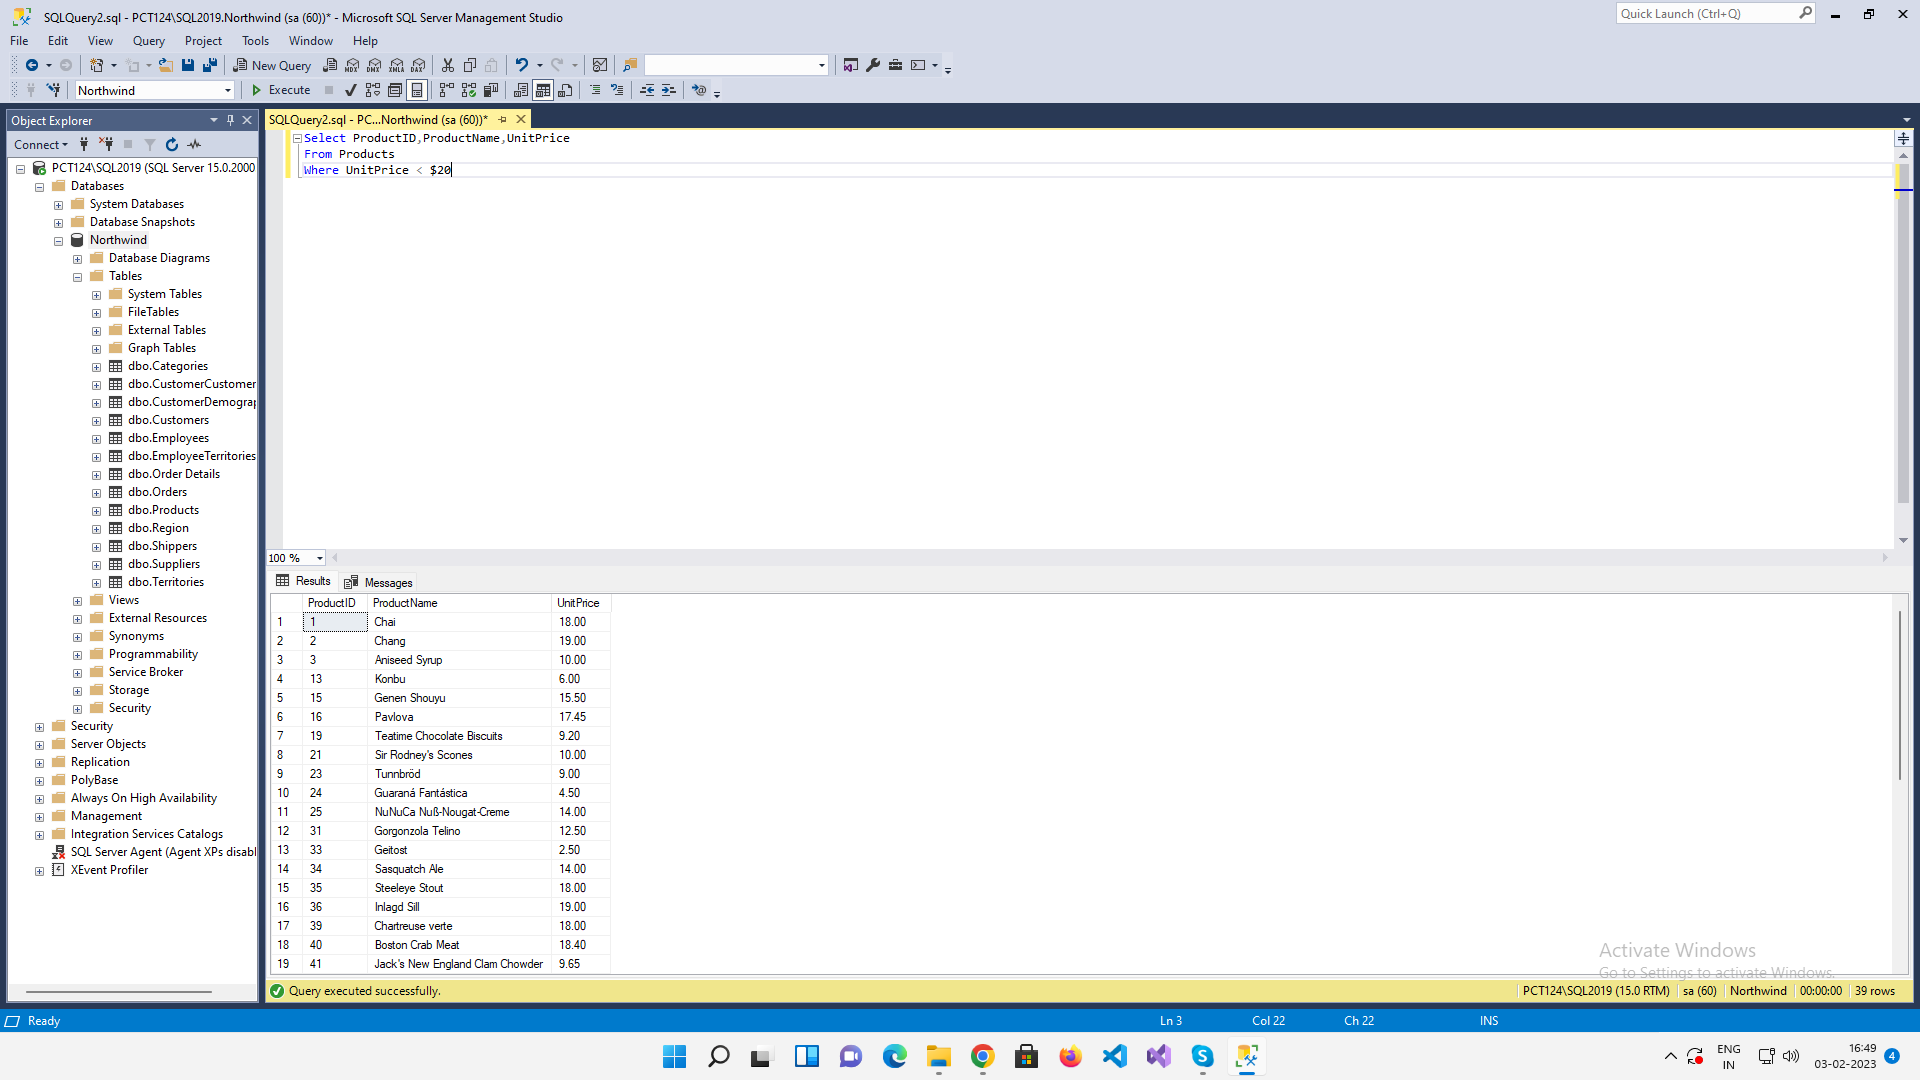 SQLQuery2.sql - PCT124\SQL2019.Northwind (sa (60))* - Microsoft SQL Server Management Studio
Quick Launch (Ctrl+Q)
File Edit View Query Project Tools Window Help
New Query
Northwind Execute
Object Explorer
SQLQuery2.sql - PC...Northwind (sa (60))*
Connect
Select ProductID,ProductName,UnitPrice
From Products
Where UnitPrice < $20
PCT124\SQL2019 (SQL Server 15.0.2000
Databases
System Databases
Database Snapshots
Northwind
Database Diagrams
Tables
System Tables
FileTables
External Tables
Graph Tables
dbo.Categories
dbo.CustomerCustomer
dbo.CustomerDemograp
dbo.Customers
dbo.Employees
dbo.EmployeeTerritories
dbo.Order Details
dbo.Orders
dbo.Products
dbo.Region
dbo.Shippers
dbo.Suppliers
dbo.Territories
Views
External Resources
Synonyms
Programmability
Service Broker
Storage
Security
Security
Server Objects
Replication
PolyBase
Always On High Availability
Management
Integration Services Catalogs
SQL Server Agent (Agent XPs disabl
XEvent Profiler
100 %
Results Messages
ProductID ProductName UnitPrice
1 1 Chai 18.00
2 2 Chang 19.00
3 3 Aniseed Syrup 10.00
4 13 Konbu 6.00
5 15 Genen Shouyu 15.50
6 16 Pavlova 17.45
7 19 Teatime Chocolate Biscuits 9.20
8 21 Sir Rodney's Scones 10.00
9 23 Tunnbröd 9.00
10 24 Guaraná Fantástica 4.50
11 25 NuNuCa Nuß-Nougat-Creme 14.00
12 31 Gorgonzola Telino 12.50
13 33 Geitost 2.50
14 34 Sasquatch Ale 14.00
15 35 Steeleye Stout 18.00
16 36 Inlagd Sill 19.00
17 39 Chartreuse verte 18.00
18 40 Boston Crab Meat 18.40
19 41 Jack's New England Clam Chowder 9.65
Activate Windows
Go to Settings to activate Windows.
Query executed successfully. PCT124\SQL2019 (15.0 RTM) sa (60) Northwind 00:00:00 39 rows
Ready Ln 3 Col 22 Ch 22 INS
ENG
IN
16:49
03-02-2023
4